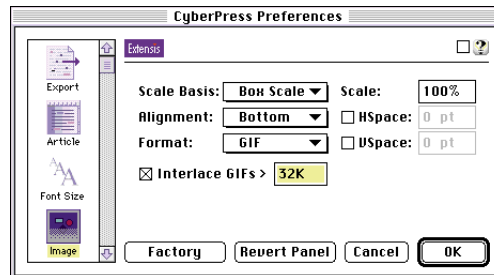 CyberPress Preferences
Extensis
?
Export
Article
AAA
Font Size
Image
Scale Basis: Box Scale Scale: 100%
Alignment: Bottom HSpace: 0 pt
Format: GIF VSpace: 0 pt
Interlace GIFs > 32K
Factory Revert Panel Cancel OK